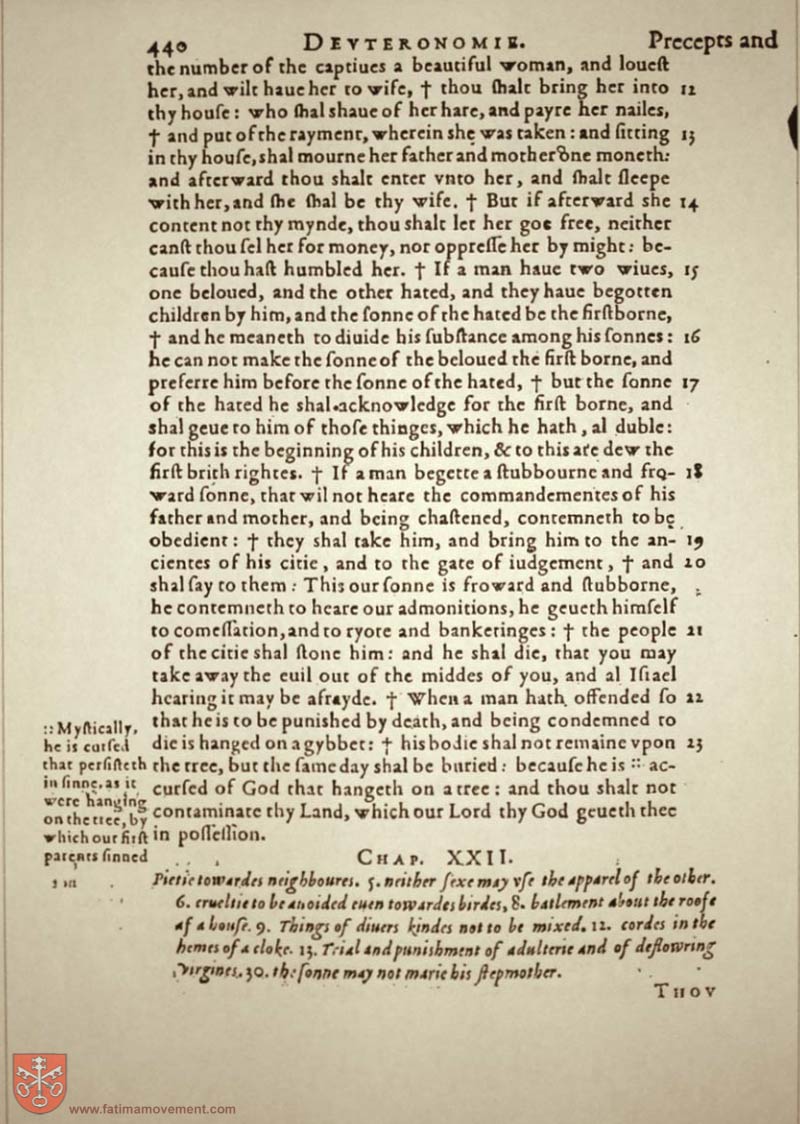 440 DEVTERONOMIE. Precepts and
the number of the captiues a beautiful woman, and loueſt
her, and wilt haue her to wife, † thou ſhalt bring her into 12
thy houſe: who ſhal shaue of her hare, and payre her nailes,
† and put of the rayment, wherein she was taken: and ſitting 13
in thy houſe, shal mourne her father and mother one moneth:
and afterward thou shalt enter vnto her, and ſhalt ſleepe
with her, and ſhe ſhal be thy wife. † But if afterward she 14
content not thy mynde, thou shalt let her goe free, neither
canſt thou ſel her for money, nor oppreſſe her by might: be-
cauſe thou haſt humbled her. † If a man haue two wiues, 15
one beloued, and the other hated, and they haue begotten
children by him, and the ſonne of the hated be the firſtborne,
† and he meaneth to diuide his ſubſtance among his ſonnes: 16
he can not make the ſonne of the beloued the firſt borne, and
preferre him before the ſonne of the hated, † but the ſonne 17
of the hated he shal acknowledge for the firſt borne, and
shal geue to him of thoſe thinges, which he hath, al duble:
for this is the beginning of his children, & to this are dew the
firſt brith rightes. † If a man begette a ſtubbourne and fro- 18
ward ſonne, that wil not heare the commandementes of his
father and mother, and being chaſtened, contemneth to be
obedient: † they shal take him, and bring him to the an- 19
cientes of his citie, and to the gate of iudgement, † and 20
shal ſay to them: This our ſonne is froward and ſtubborne,
he contemneth to heare our admonitions, he geueth himſelf
to comeſſation, and to ryote and banketinges: † the people 21
of the citie shal ſtone him: and he shal die, that you may
take away the euil out of the middes of you, and al Iſrael
hearing it may be afrayde. † When a man hath offended ſo 22
that he is to be punished by death, and being condemned to
die is hanged on a gybbet: † his bodie shal not remaine vpon 23
the tree, but the ſame day shal be buried: becauſe he is :: ac-
curſed of God that hangeth on a tree: and thou shalt not
contaminate thy Land, which our Lord thy God geueth thee
in poſſeſſion.
:: Myſtically,
he is curſed
that perſiſteth
in ſinne, as it
were hanging
on the tree, by
which our firſt
parents ſinned
CHAP. XXII.
Pietie towardes neighboures. 5. neither ſexe may vſe the apparel of the other.
6. crueltie to be auoided euen towardes birdes, 8. batlement about the roofe
of a houſe. 9. Things of diuers kindes not to be mixed. 12. cordes in the
hemes of a cloke. 13. Trial and punishment of adulterie and of deflowring
Virgines. 30. the ſonne may not marie his ſtepmother.
THOV
www.fatimamovement.com